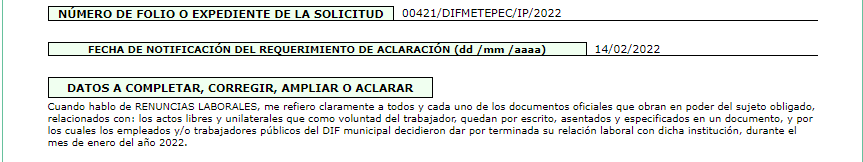 NÚMERO DE FOLIO O EXPEDIENTE DE LA SOLICITUD 00421/DIFMETEPEC/IP/2022
FECHA DE NOTIFICACIÓN DEL REQUERIMIENTO DE ACLARACIÓN (dd /mm /aaaa) 14/02/2022
DATOS A COMPLETAR, CORREGIR, AMPLIAR O ACLARAR
Cuando hablo de RENUNCIAS LABORALES, me refiero claramente a todos y cada uno de los documentos oficiales que obran en poder del sujeto obligado,
relacionados con: los actos libres y unilaterales que como voluntad del trabajador, quedan por escrito, asentados y especificados en un documento, y por
los cuales los empleados y/o trabajadores públicos del DIF municipal decidieron dar por terminada su relación laboral con dicha institución, durante el
mes de enero del año 2022.